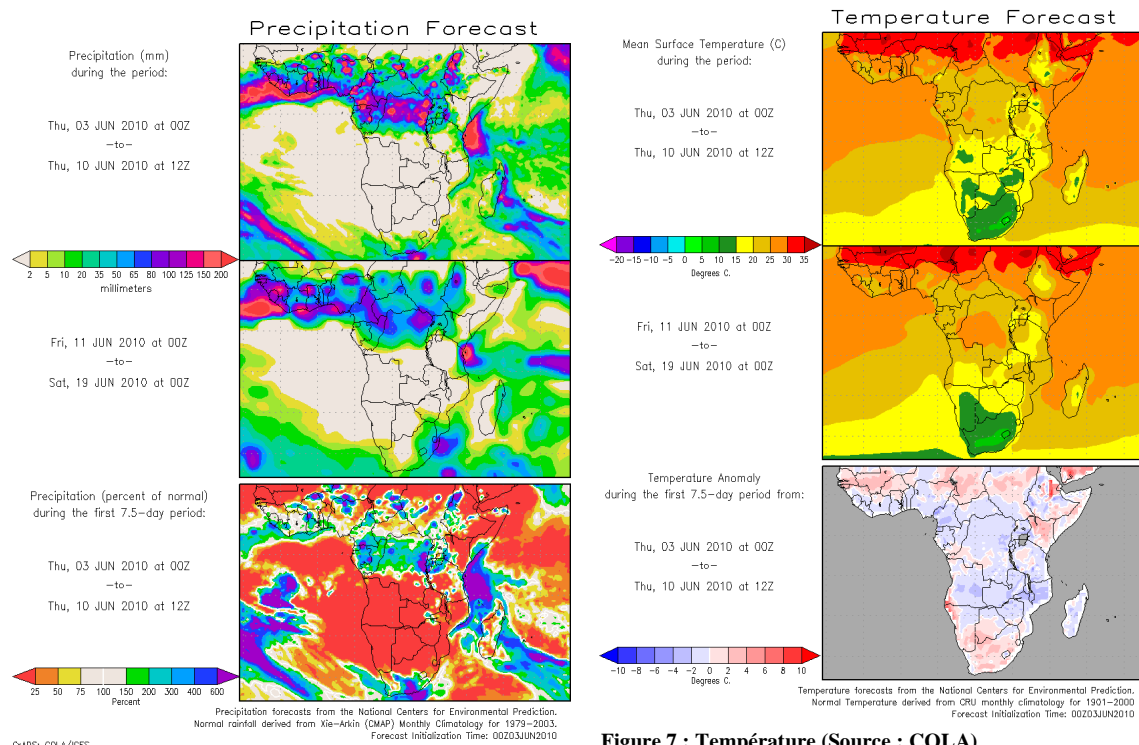 Precipitation Forecast
Precipitation (mm)
during the period:
Thu, 03 JUN 2010 at 00Z
-to-
Thu, 10 JUN 2010 at 12Z
2 5 10 20 35 50 65 80 100 125 150 200
millimeters
Fri, 11 JUN 2010 at 00Z
-to-
Sat, 19 JUN 2010 at 00Z
Precipitation (percent of normal)
during the first 7.5-day period:
Thu, 03 JUN 2010 at 00Z
-to-
Thu, 10 JUN 2010 at 12Z
25 50 75 100 150 200 300 400 600
Percent
Precipitation forecasts from the National Centers for Environmental Prediction.
Normal rainfall derived from Xie-Arkin (CMAP) Monthly Climatology for 1979-2003.
Forecast Initialization Time: 00Z03JUN2010
GrADS: COLA/IGES
Temperature Forecast
Mean Surface Temperature (C)
during the period:
Thu, 03 JUN 2010 at 00Z
-to-
Thu, 10 JUN 2010 at 12Z
-20 -15 -10 -5 0 5 10 15 20 25 30 35
Degrees C.
Fri, 11 JUN 2010 at 00Z
-to-
Sat, 19 JUN 2010 at 00Z
Temperature Anomaly
during the first 7.5-day period from:
Thu, 03 JUN 2010 at 00Z
-to-
Thu, 10 JUN 2010 at 12Z
-10 -8 -6 -4 -2 0 2 4 6 8 10
Degrees C.
Temperature forecasts from the National Centers for Environmental Prediction.
Normal Temperature derived from CRU monthly climatology for 1901-2000
Forecast Initialization Time: 00Z03JUN2010
Figure 7 : Température (Source : COLA)